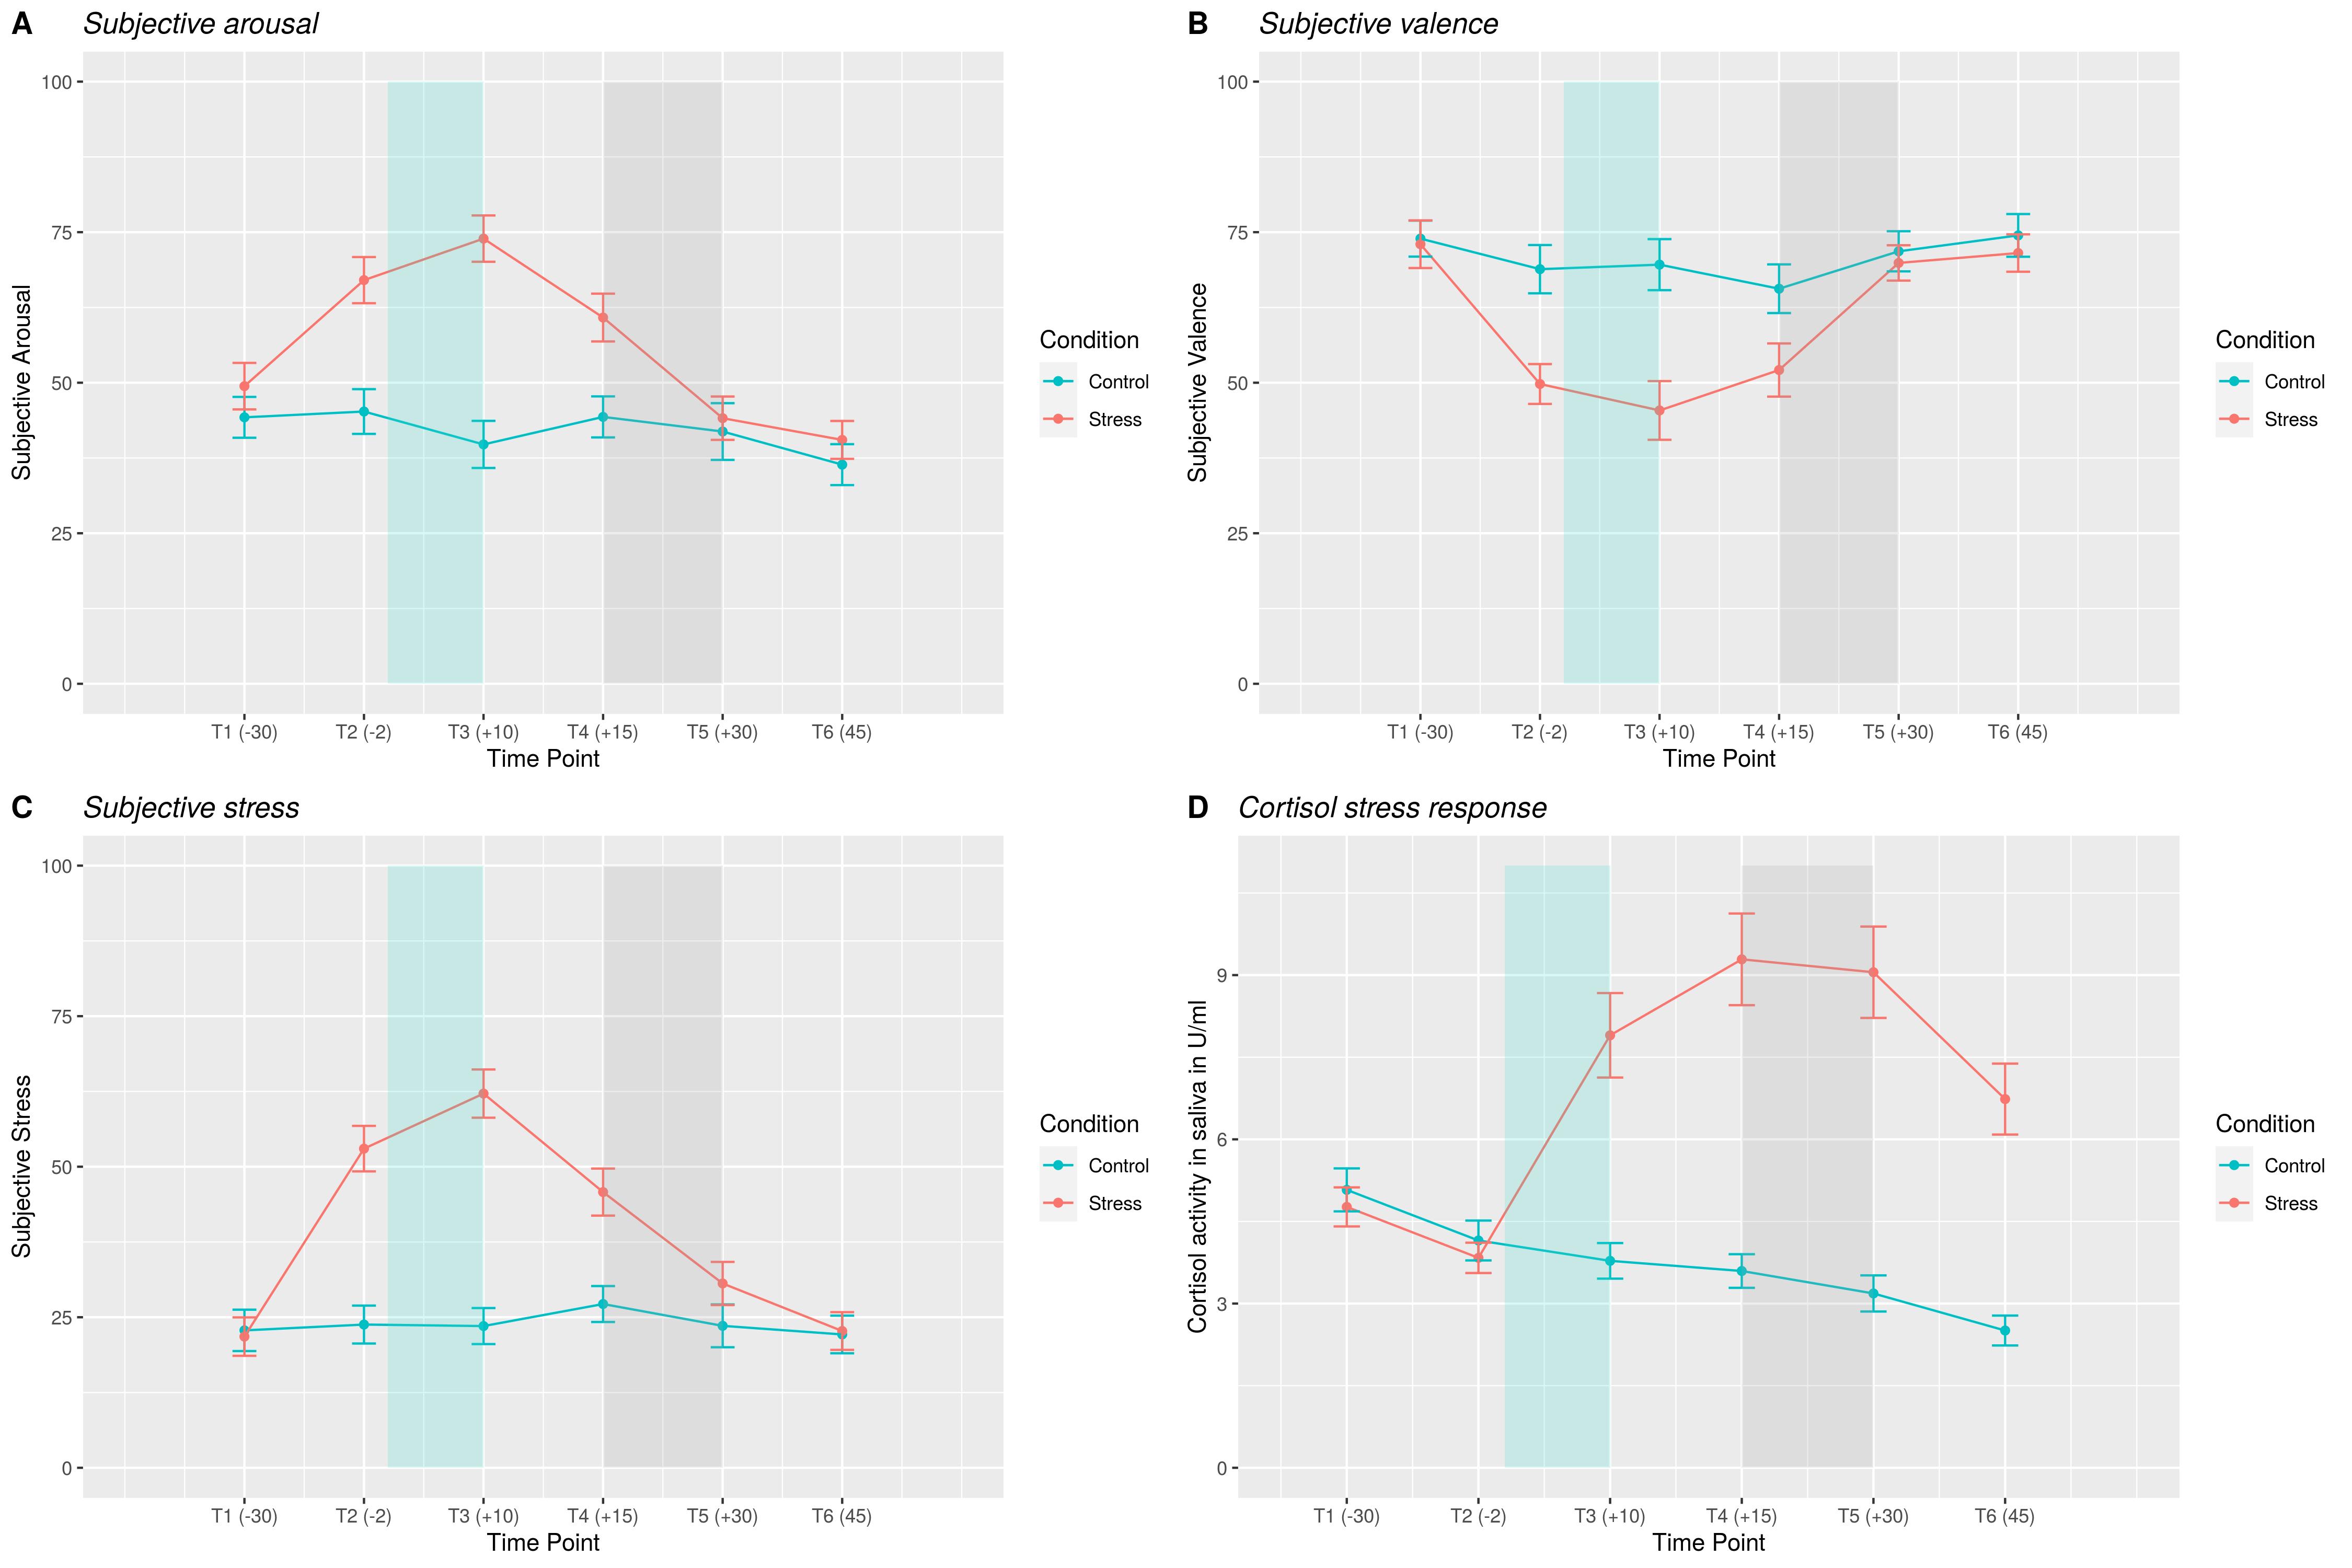 A Subjective arousal
100
75
50
25
0
Subjective Arousal
T1 (-30) T2 (-2) T3 (+10) T4 (+15) T5 (+30) T6 (45)
Time Point
Condition
Control
Stress
B Subjective valence
100
75
50
25
0
Subjective Valence
T1 (-30) T2 (-2) T3 (+10) T4 (+15) T5 (+30) T6 (45)
Time Point
Condition
Control
Stress
C Subjective stress
100
75
50
25
0
Subjective Stress
T1 (-30) T2 (-2) T3 (+10) T4 (+15) T5 (+30) T6 (45)
Time Point
Condition
Control
Stress
D Cortisol stress response
9
6
3
0
Cortisol activity in saliva in U/ml
T1 (-30) T2 (-2) T3 (+10) T4 (+15) T5 (+30) T6 (45)
Time Point
Condition
Control
Stress